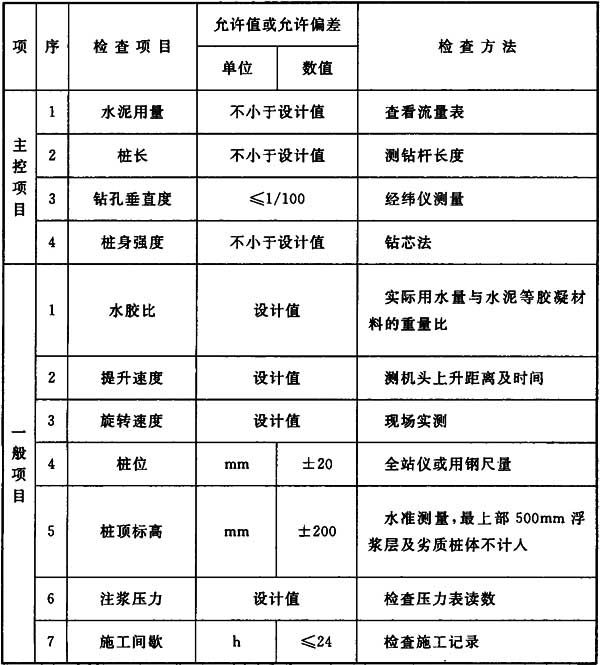 项 序 检查项目 允许值或允许偏差 检查方法
单位 数值
主控项目
1 水泥用量 不小于设计值 查看流量表
2 桩长 不小于设计值 测钻杆长度
3 钻孔垂直度 ≤1/100 经纬仪测量
4 桩身强度 不小于设计值 钻芯法
一般项目
1 水胶比 设计值 实际用水量与水泥等胶凝材
料的重量比
2 提升速度 设计值 测机头上升距离及时间
3 旋转速度 设计值 现场实测
4 桩位 mm ±20 全站仪或用钢尺量
5 桩顶标高 mm ±200 水准测量,最上部500mm浮
浆层及劣质桩体不计人
6 注浆压力 设计值 检查压力表读数
7 施工间歇 h ≤24 检查施工记录